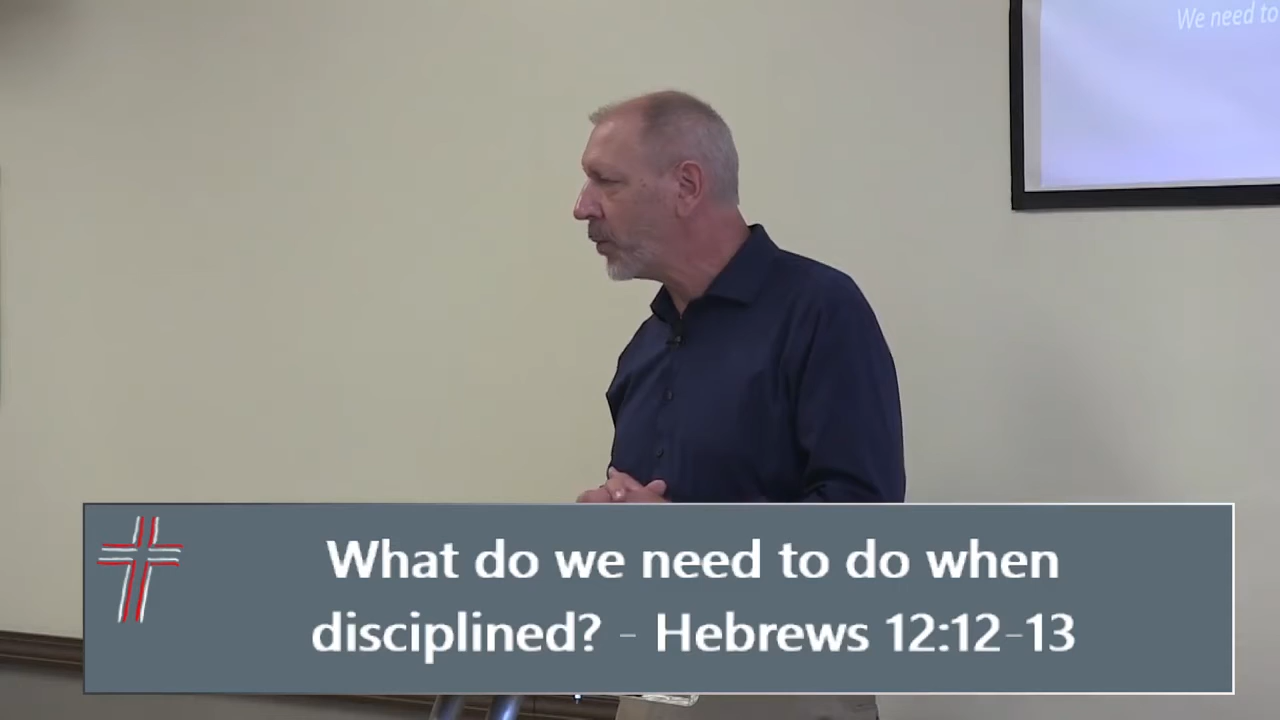 We need to
What do we need to do when
disciplined? - Hebrews 12:12-13